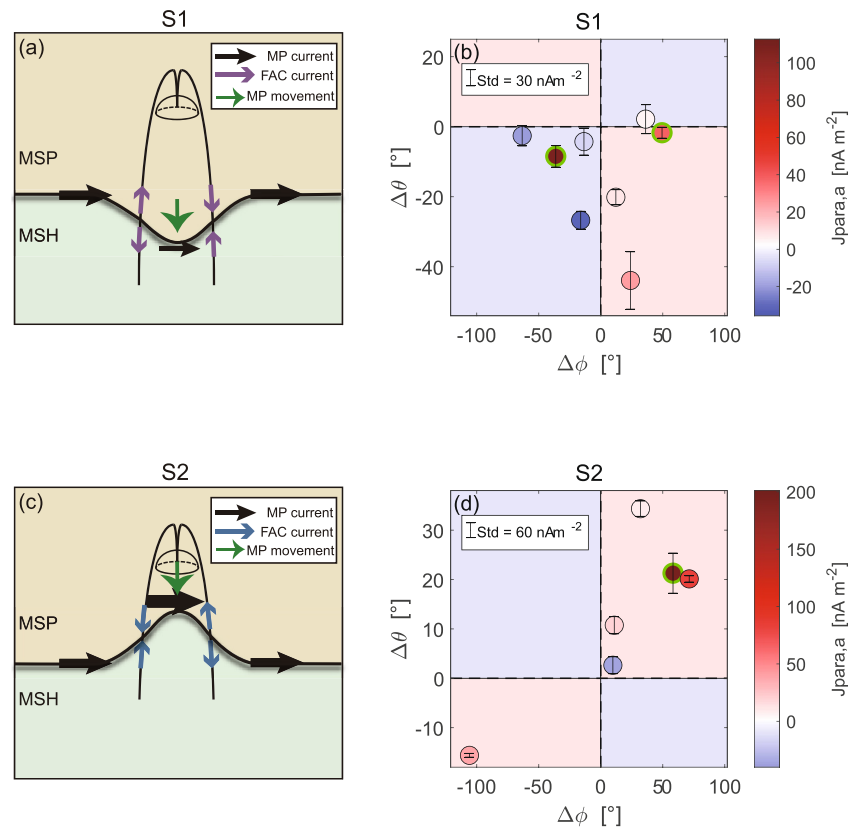 S1
(a)
MP current
FAC current
MP movement
MSP
MSH
S1
(b)
Std = 30 nAm⁻²
20
0
-20
-40
Δθ [°]
-100 -50 0 50 100
Δϕ [°]
100
80
60
40
20
0
-20
Jpara,a [nA m⁻²]
S2
(c)
MP current
FAC current
MP movement
MSP
MSH
S2
(d)
Std = 60 nAm⁻²
30
20
10
0
-10
Δθ [°]
-100 -50 0 50 100
Δϕ [°]
200
150
100
50
0
Jpara,a [nA m⁻²]